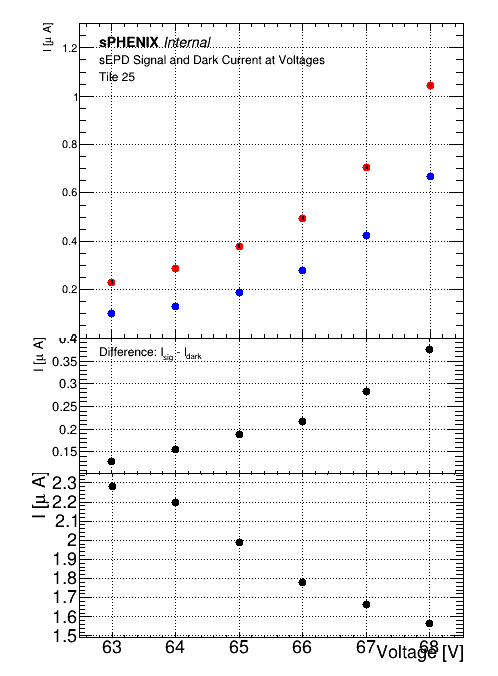 I [μ A]
sPHENIX Internal
sEPD Signal and Dark Current at Voltages
Tile 25
1.2
1
0.8
0.6
0.4
0.2
I [μ A]
Difference: I_sig - I_dark
0.35
0.3
0.25
0.2
0.15
I [μ A]
2.3
2.2
2.1
2
1.9
1.8
1.7
1.6
1.5
63 64 65 66 67 68
Voltage [V]